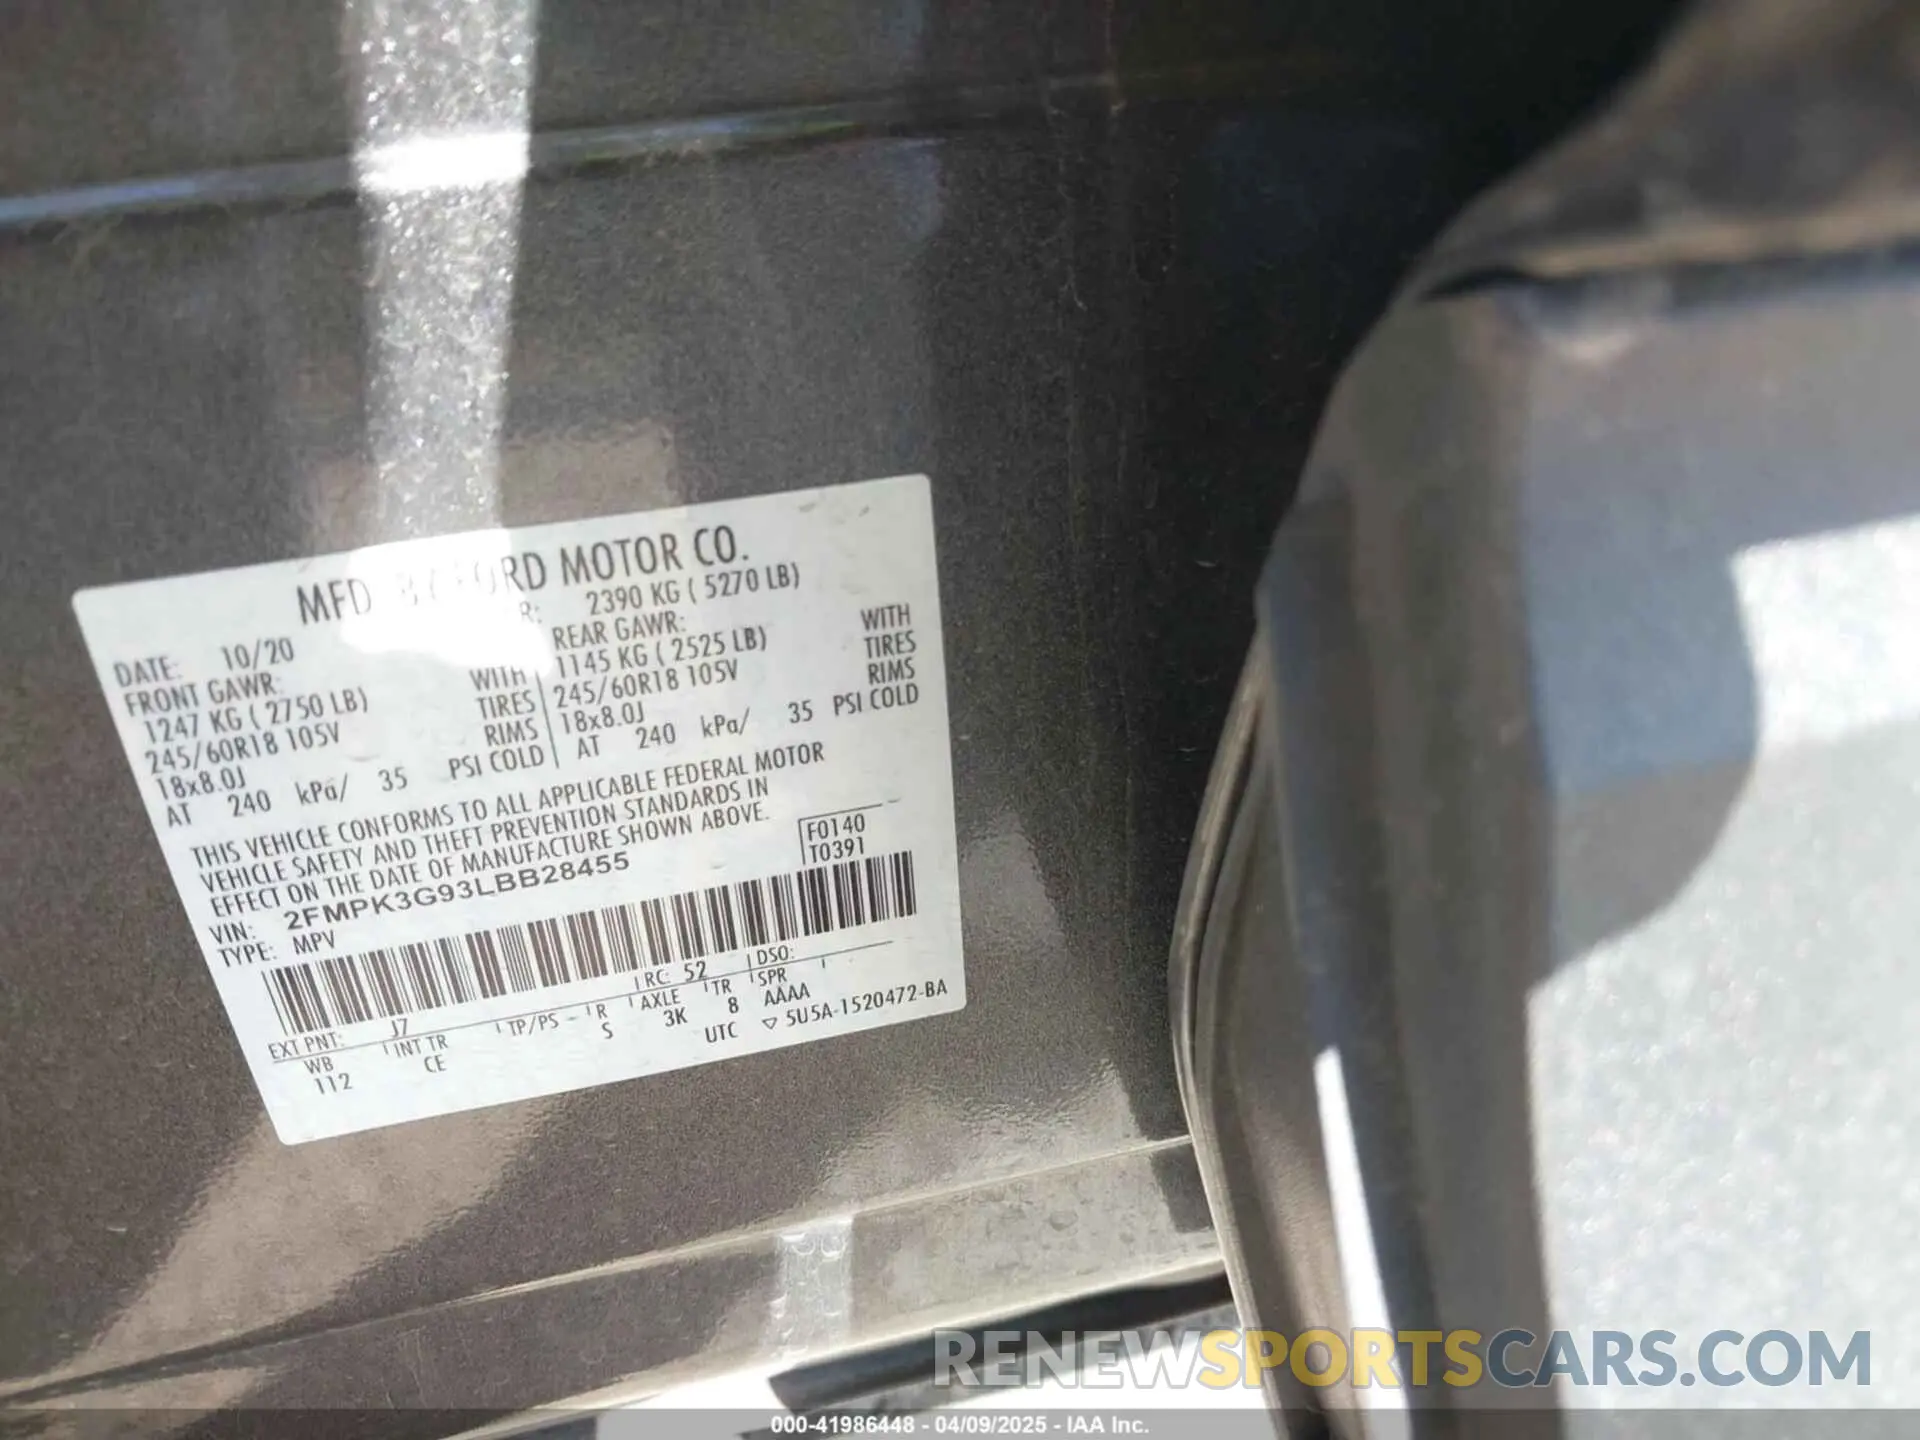 MFD. BY FORD MOTOR CO.
DATE: 10/20 R: 2390 KG ( 5270 LB)
FRONT GAWR: REAR GAWR:
1247 KG ( 2750 LB) WITH 1145 KG ( 2525 LB) WITH
245/60R18 105V TIRES 245/60R18 105V TIRES
18x8.0J RIMS 18x8.0J RIMS
AT 240 kPa/ 35 PSI COLD AT 240 kPa/ 35 PSI COLD
THIS VEHICLE CONFORMS TO ALL APPLICABLE FEDERAL MOTOR
VEHICLE SAFETY AND THEFT PREVENTION STANDARDS IN
EFFECT ON THE DATE OF MANUFACTURE SHOWN ABOVE.
VIN: 2FMPK3G93LBB28455 F0140
TYPE: MPV T0391
EXT PNT: J7 RC: 52 DSO:
WB INT TR TP/PS - R AXLE TR SPR
112 CE S 3K 8 AAAA
UTC ▽ 5U5A-1520472-BA
RENEWSPORTSCARS.COM
000-41986448 - 04/09/2025 - IAA Inc.